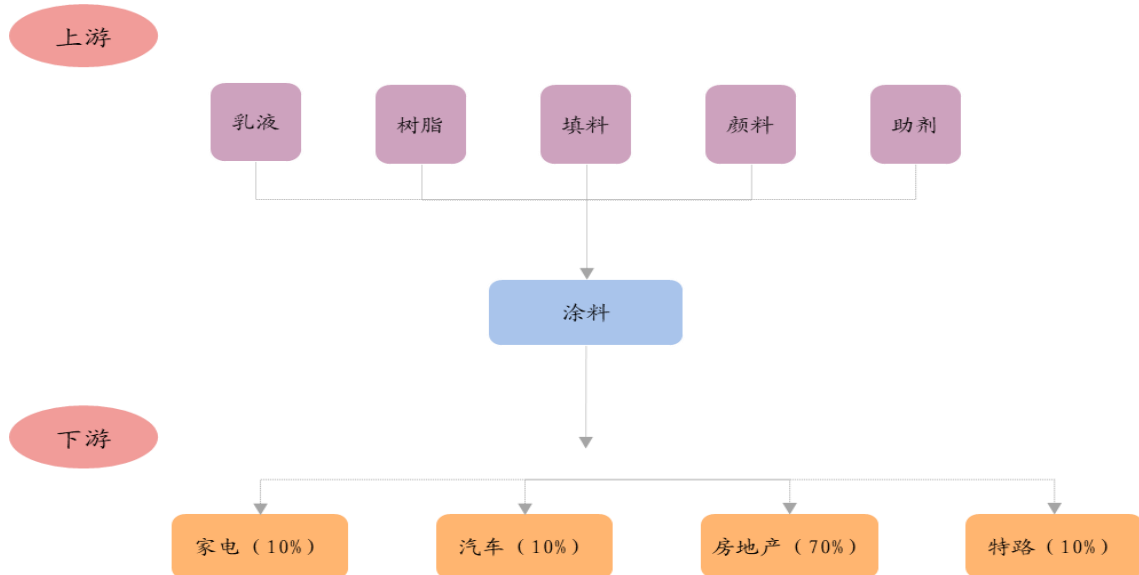 上游
乳液
树脂
填料
颜料
助剂
涂料
下游
家电（10%）
汽车（10%）
房地产（70%）
特路（10%）